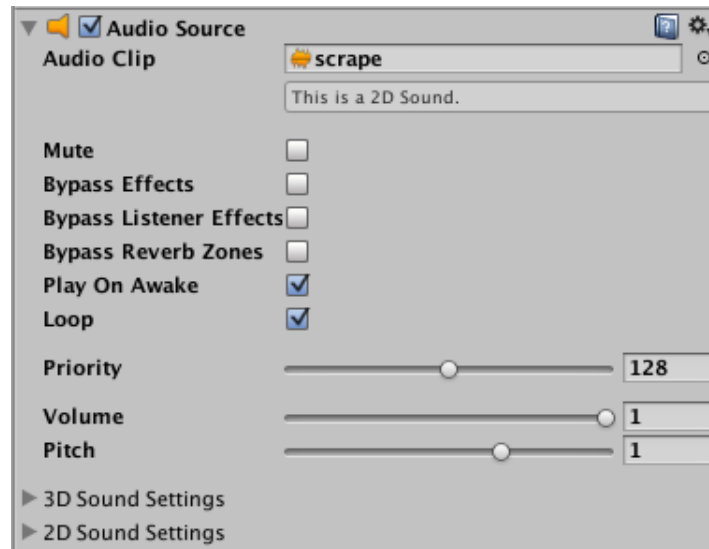 Audio Source
Audio Clip scrape
This is a 2D Sound.
Mute
Bypass Effects
Bypass Listener Effects
Bypass Reverb Zones
Play On Awake
Loop
Priority 128
Volume 1
Pitch 1
3D Sound Settings
2D Sound Settings